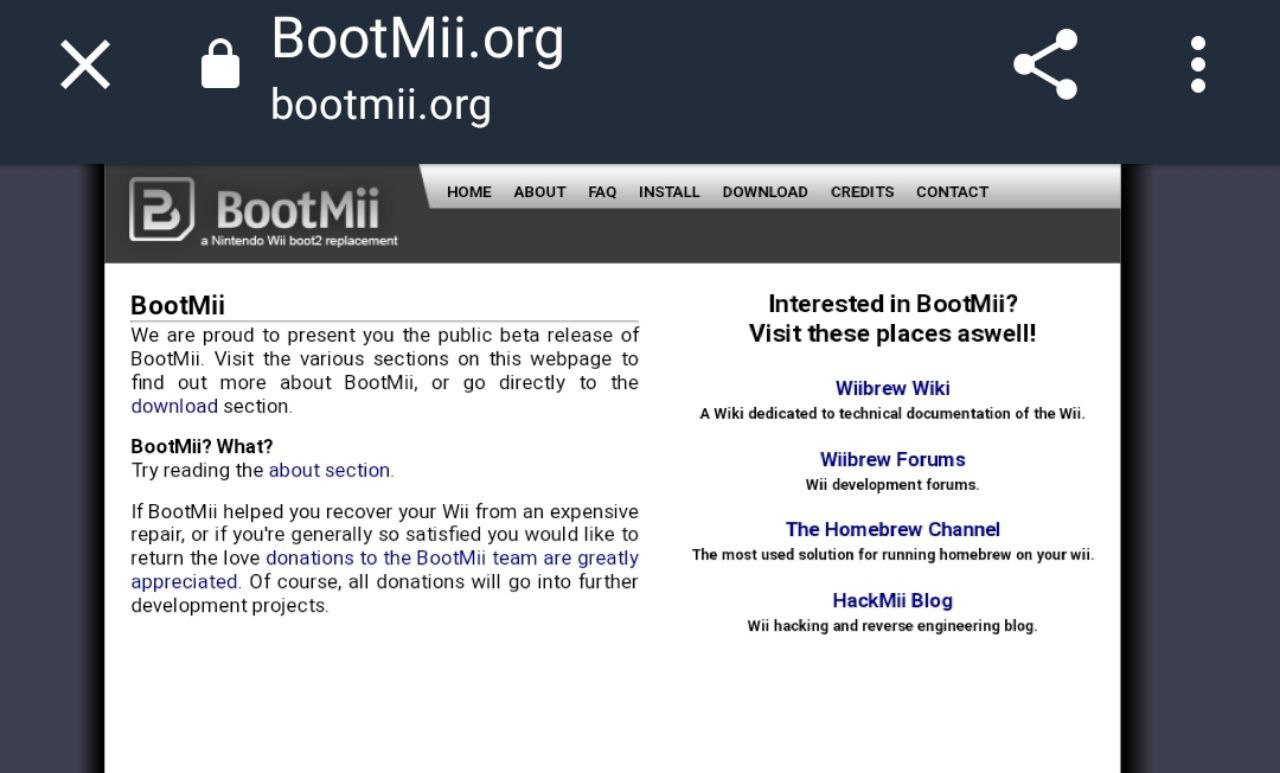 BootMii.org
bootmii.org
BootMii
a Nintendo Wii boot2 replacement
HOME ABOUT FAQ INSTALL DOWNLOAD CREDITS CONTACT
BootMii
We are proud to present you the public beta release of
BootMii. Visit the various sections on this webpage to
find out more about BootMii, or go directly to the
download section.
BootMii? What?
Try reading the about section.
If BootMii helped you recover your Wii from an expensive
repair, or if you're generally so satisfied you would like to
return the love donations to the BootMii team are greatly
appreciated. Of course, all donations will go into further
development projects.
Interested in BootMii?
Visit these places aswell!
Wiibrew Wiki
A Wiki dedicated to technical documentation of the Wii.
Wiibrew Forums
Wii development forums.
The Homebrew Channel
The most used solution for running homebrew on your wii.
HackMii Blog
Wii hacking and reverse engineering blog.